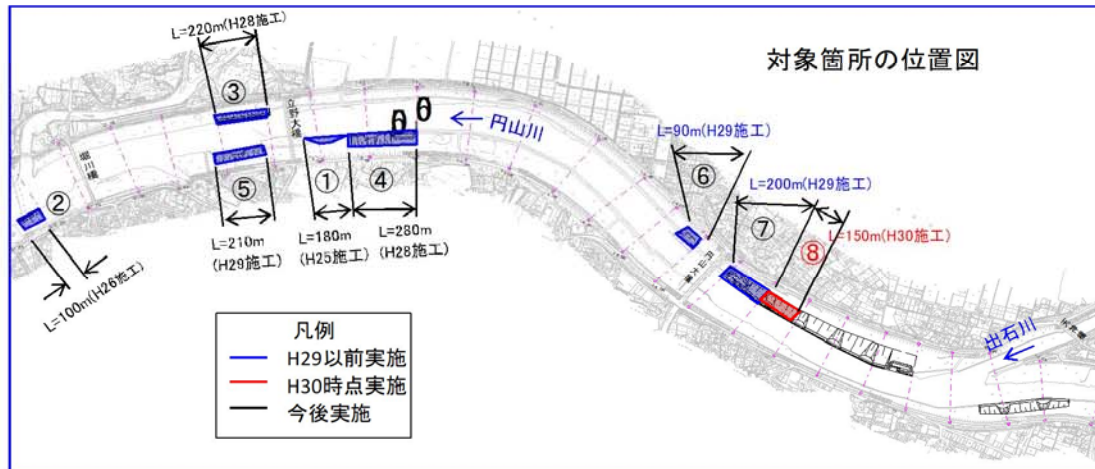 対象箇所の位置図
L=220m(H28施工)
③
立野大橋
θ θ
円山川
L=90m(H29施工)
⑥
L=200m(H29施工)
⑦
⑧
L=150m(H30施工)
堀川橋
②
⑤
①
④
L=210m
(H29施工)
L=180m
(H25施工)
L=280m
(H28施工)
L=100m(H26施工)
円山大橋
出石川
凡例
H29以前実施
H30時点実施
今後実施